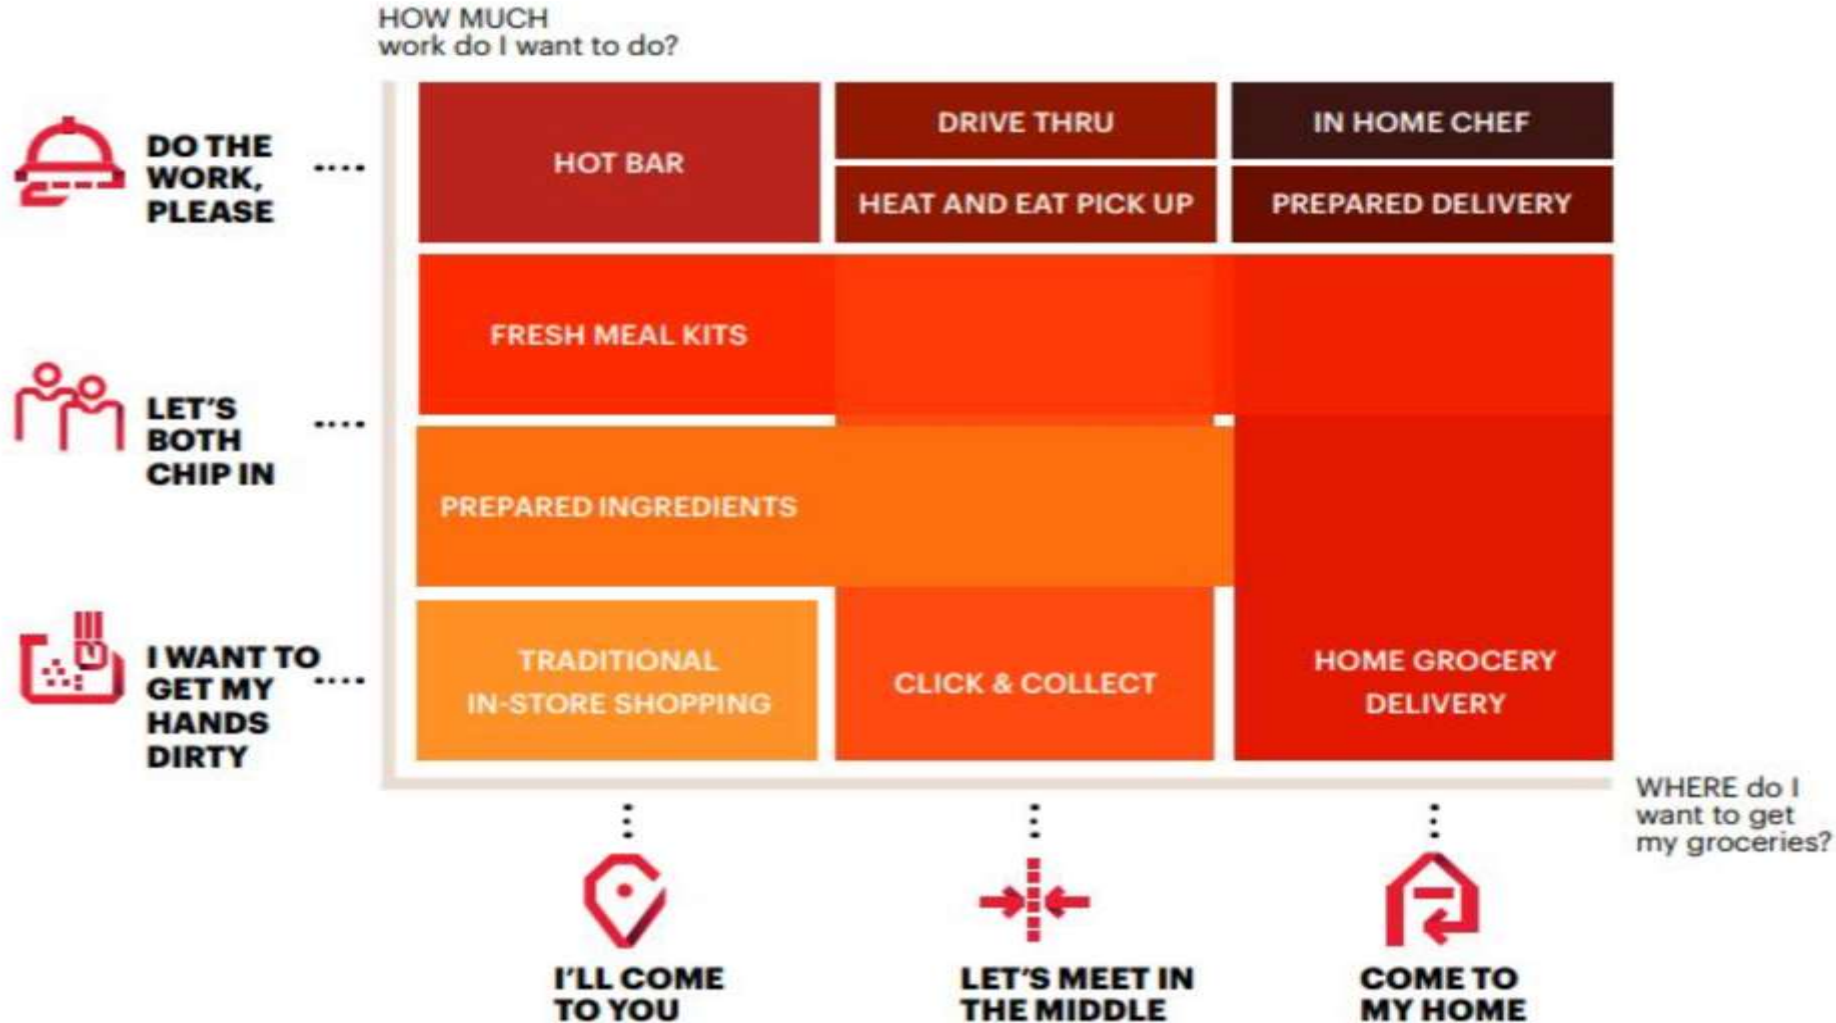 HOW MUCH
work do I want to do?
DO THE
WORK,
PLEASE
HOT BAR
DRIVE THRU
IN HOME CHEF
HEAT AND EAT PICK UP
PREPARED DELIVERY
FRESH MEAL KITS
LET'S
BOTH
CHIP IN
PREPARED INGREDIENTS
I WANT TO
GET MY
HANDS
DIRTY
TRADITIONAL
IN-STORE SHOPPING
CLICK & COLLECT
HOME GROCERY
DELIVERY
WHERE do I
want to get
my groceries?
I'LL COME
TO YOU
LET'S MEET IN
THE MIDDLE
COME TO
MY HOME